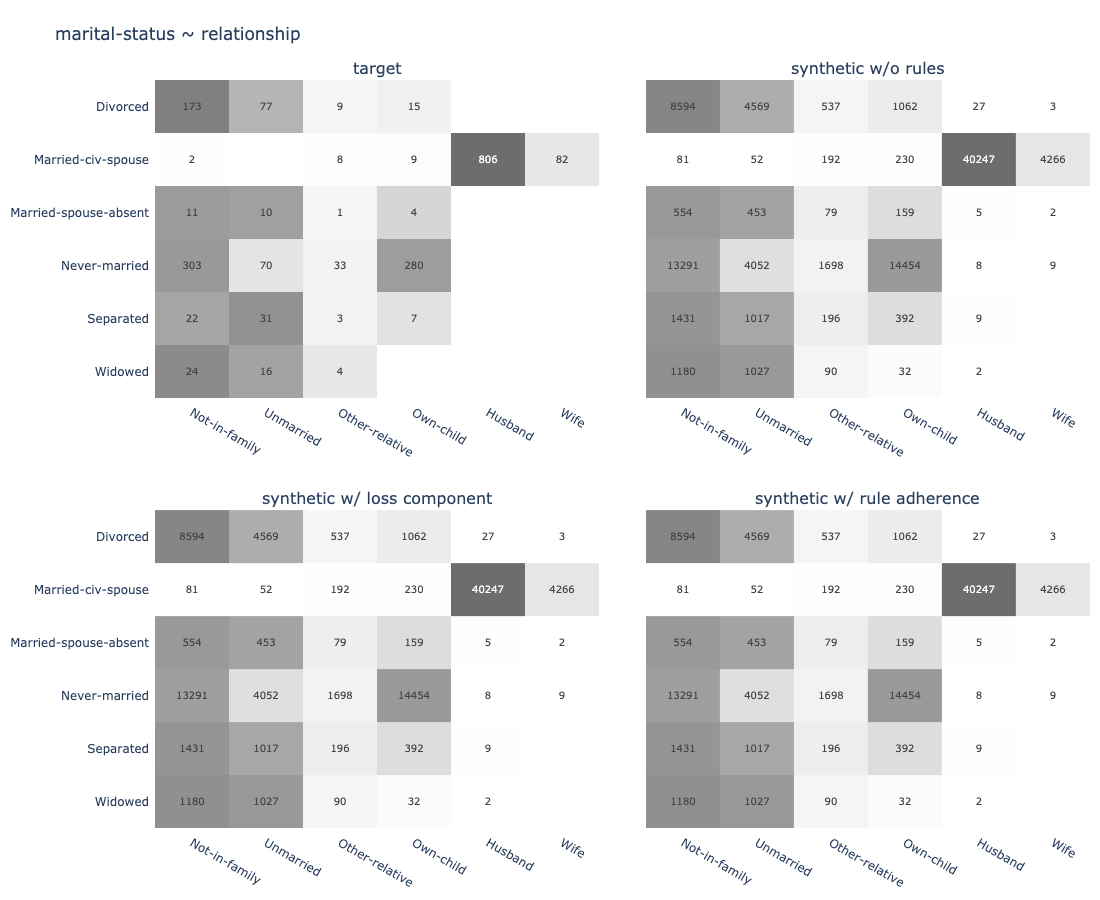 marital-status ~ relationship
target
synthetic w/o rules
Divorced 173 77 9 15 8594 4569 537 1062 27 3
Married-civ-spouse 2 8 9 806 82 81 52 192 230 40247 4266
Married-spouse-absent 11 10 1 4 554 453 79 159 5 2
Never-married 303 70 33 280 13291 4052 1698 14454 8 9
Separated 22 31 3 7 1431 1017 196 392 9
Widowed 24 16 4 1180 1027 90 32 2
Not-in-family Unmarried Other-relative Own-child Husband Wife Not-in-family Unmarried Other-relative Own-child Husband Wife
synthetic w/ loss component
synthetic w/ rule adherence
Divorced 8594 4569 537 1062 27 3 8594 4569 537 1062 27 3
Married-civ-spouse 81 52 192 230 40247 4266 81 52 192 230 40247 4266
Married-spouse-absent 554 453 79 159 5 2 554 453 79 159 5 2
Never-married 13291 4052 1698 14454 8 9 13291 4052 1698 14454 8 9
Separated 1431 1017 196 392 9 1431 1017 196 392 9
Widowed 1180 1027 90 32 2 1180 1027 90 32 2
Not-in-family Unmarried Other-relative Own-child Husband Wife Not-in-family Unmarried Other-relative Own-child Husband Wife